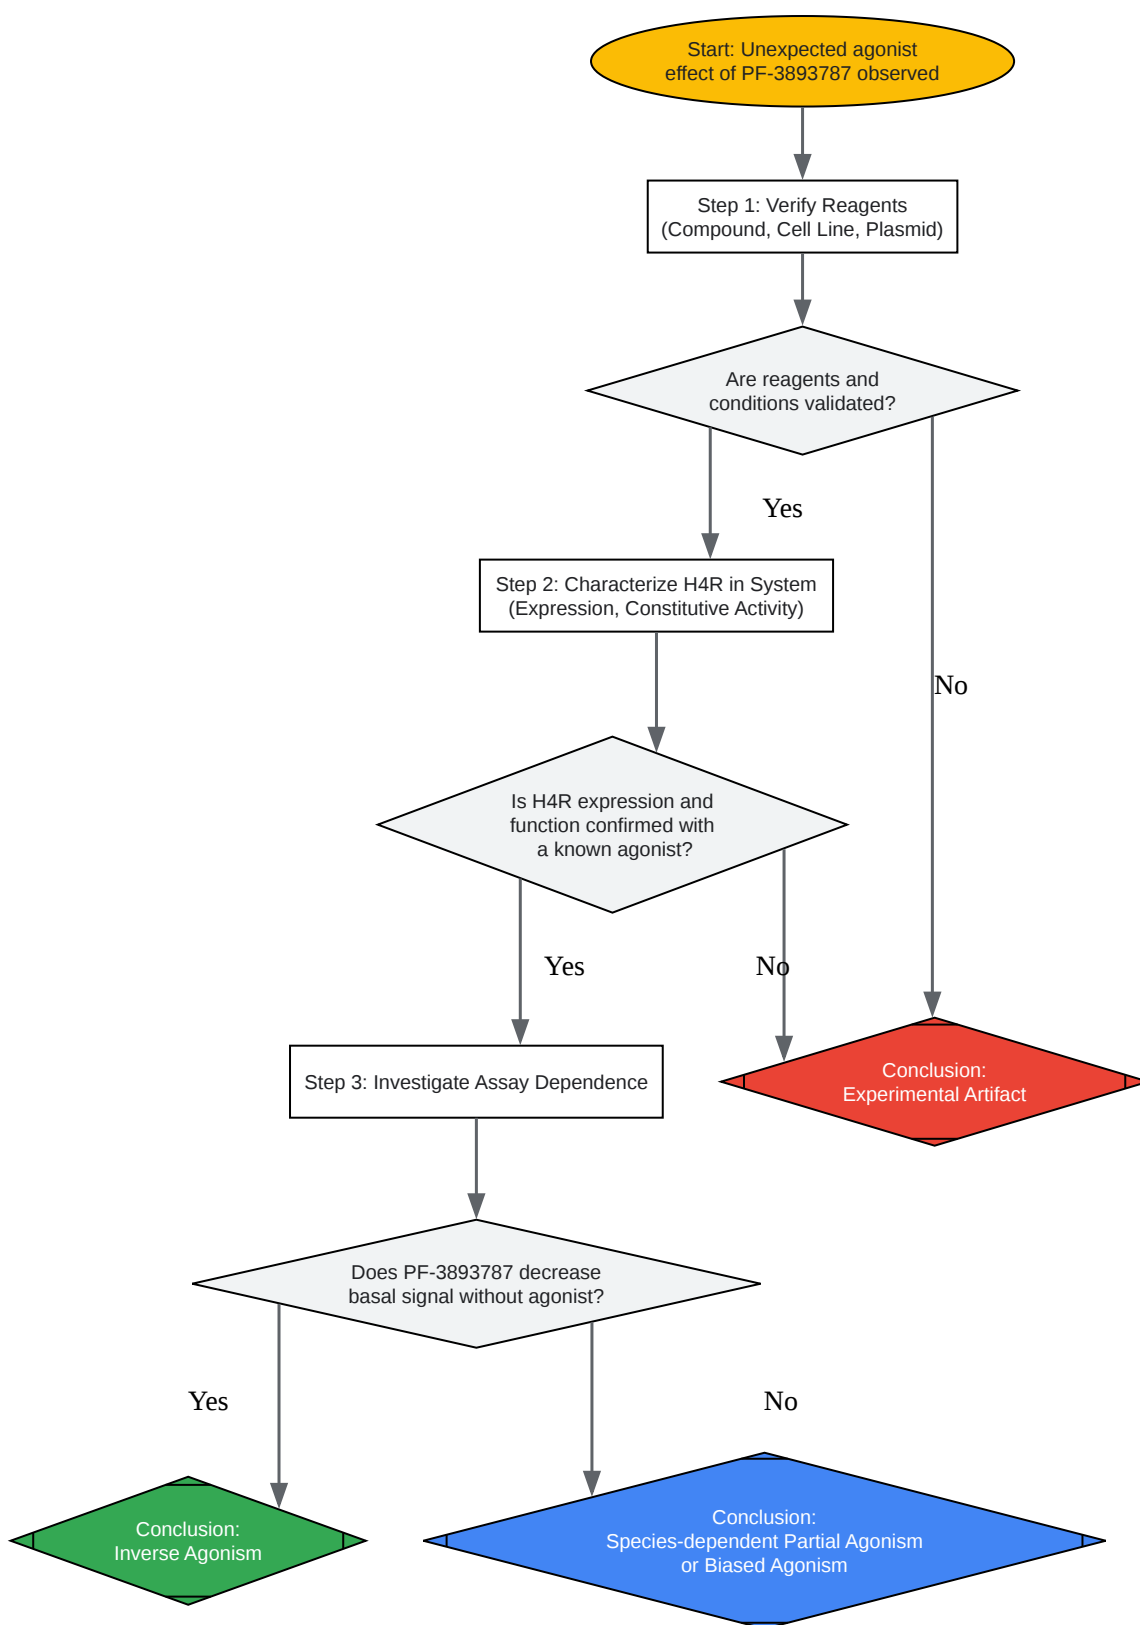 Start: Unexpected agonist
effect of PF-3893787 observed
Step 1: Verify Reagents
(Compound, Cell Line, Plasmid)
Are reagents and
conditions validated?
Yes
Step 2: Characterize H4R in System
(Expression, Constitutive Activity)
No
Is H4R expression and
function confirmed with
a known agonist?
Yes
No
Step 3: Investigate Assay Dependence
Conclusion:
Experimental Artifact
Does PF-3893787 decrease
basal signal without agonist?
Yes
No
Conclusion:
Inverse Agonism
Conclusion:
Species-dependent Partial Agonism
or Biased Agonism